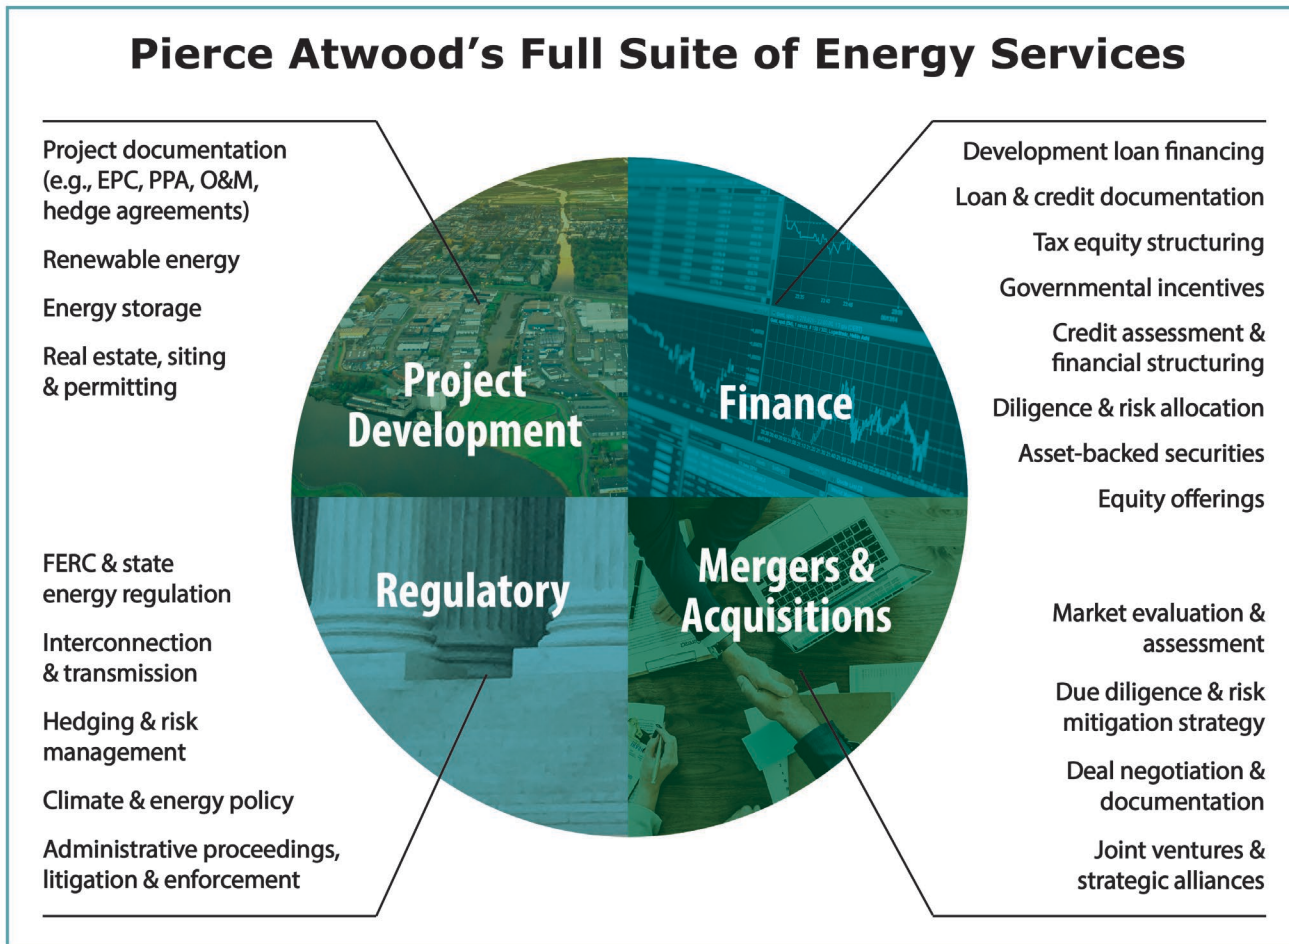 Pierce Atwood’s Full Suite of Energy Services
Project documentation
(e.g., EPC, PPA, O&M,
hedge agreements)
Renewable energy
Energy storage
Real estate, siting
& permitting
Project
Development
Finance
Development loan financing
Loan & credit documentation
Tax equity structuring
Governmental incentives
Credit assessment &
financial structuring
Diligence & risk allocation
Asset-backed securities
Equity offerings
FERC & state
energy regulation
Interconnection
& transmission
Hedging & risk
management
Climate & energy policy
Administrative proceedings,
litigation & enforcement
Regulatory
Mergers &
Acquisitions
Market evaluation &
assessment
Due diligence & risk
mitigation strategy
Deal negotiation &
documentation
Joint ventures &
strategic alliances